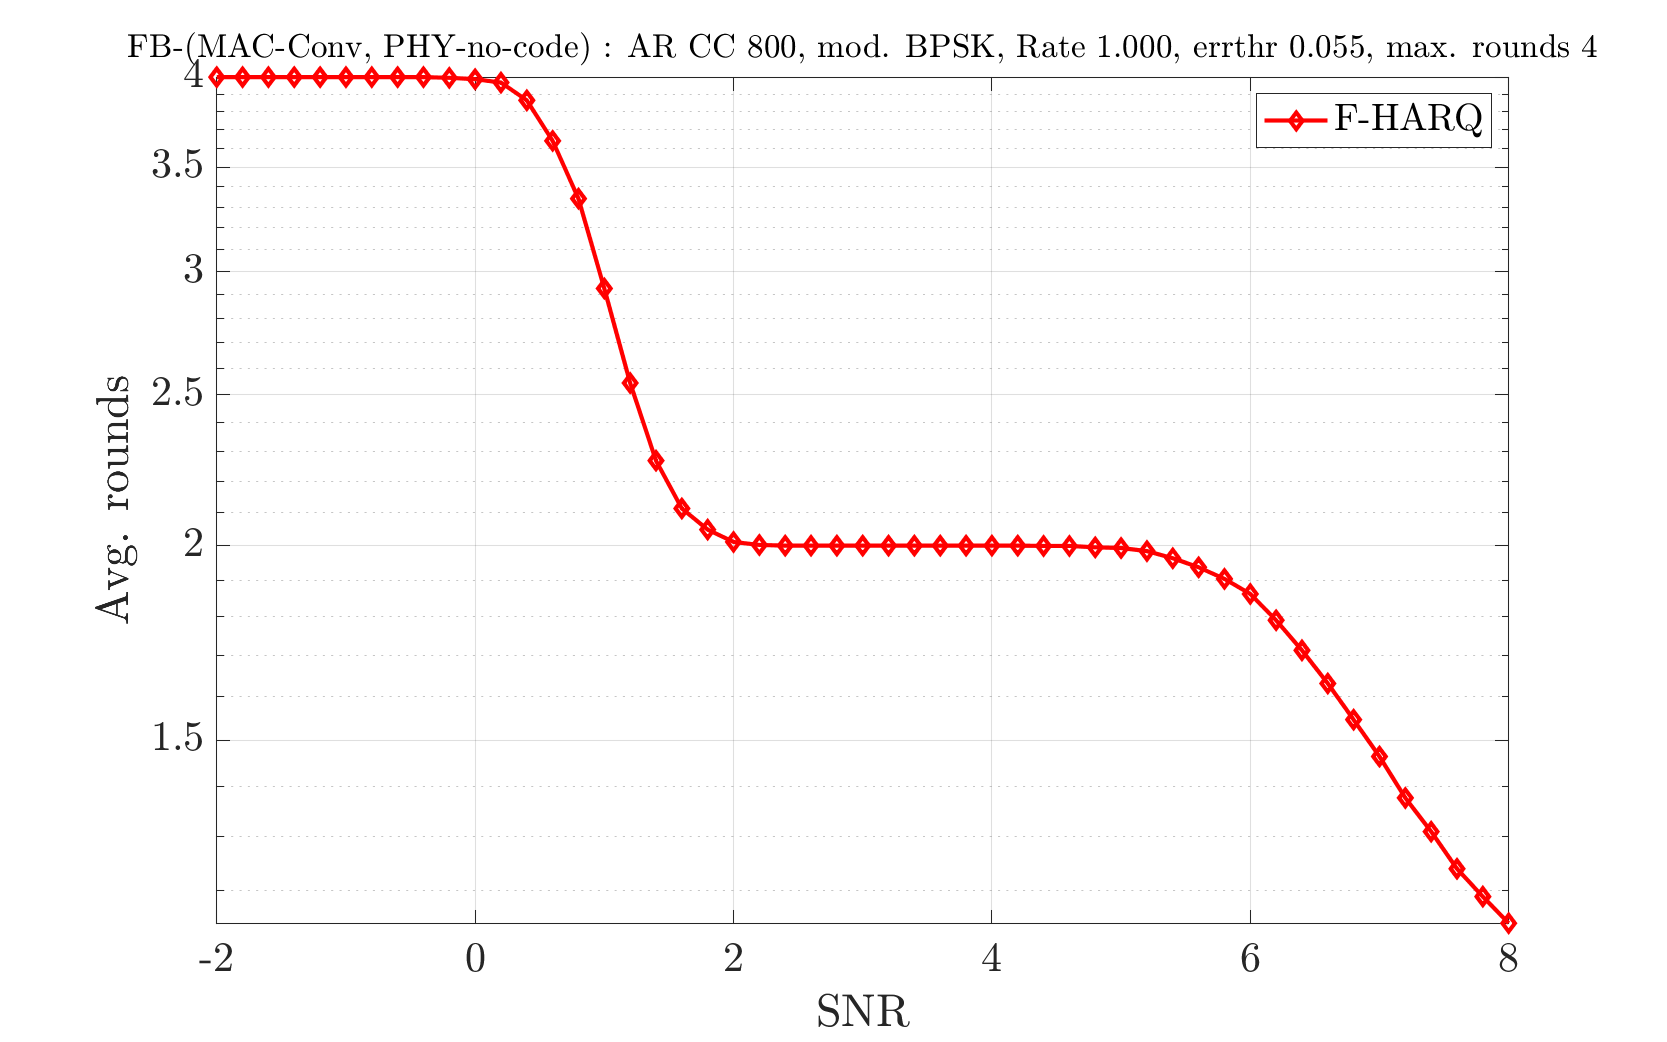 FB-(MAC-Conv, PHY-no-code) : AR CC 800, mod. BPSK, Rate 1.000, errthr 0.055, max. rounds 4
F-HARQ
4
3.5
3
2.5
2
1.5
Avg. rounds
-2 0 2 4 6 8
SNR